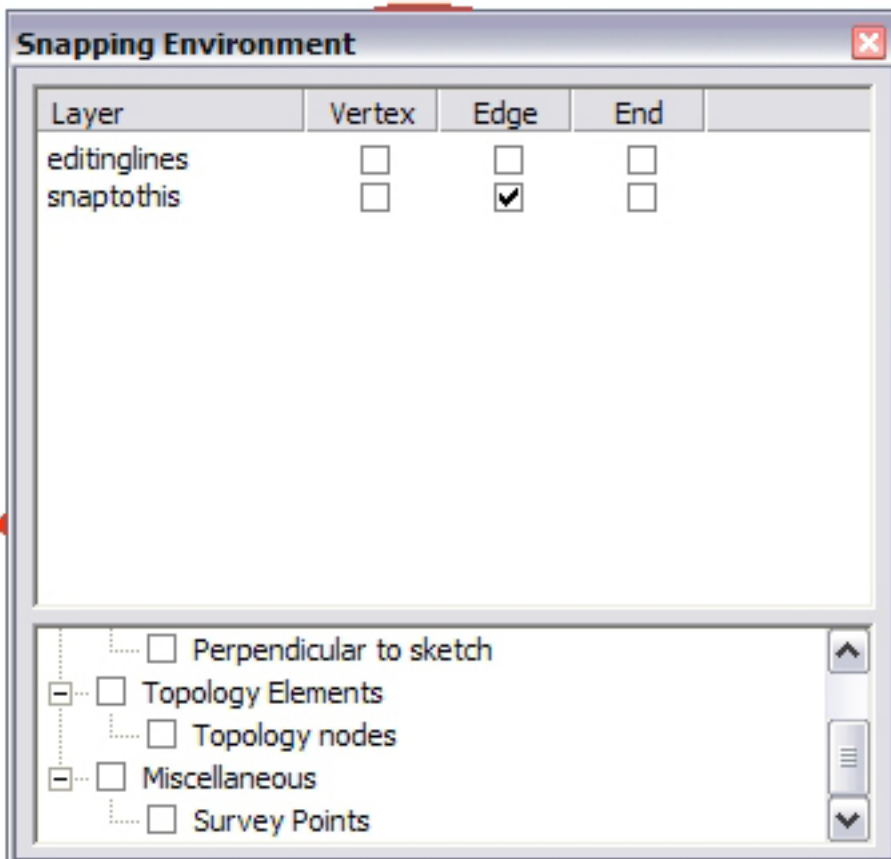 Snapping Environment
Layer Vertex Edge End
editinglines
snaptothis
Perpendicular to sketch
Topology Elements
Topology nodes
Miscellaneous
Survey Points